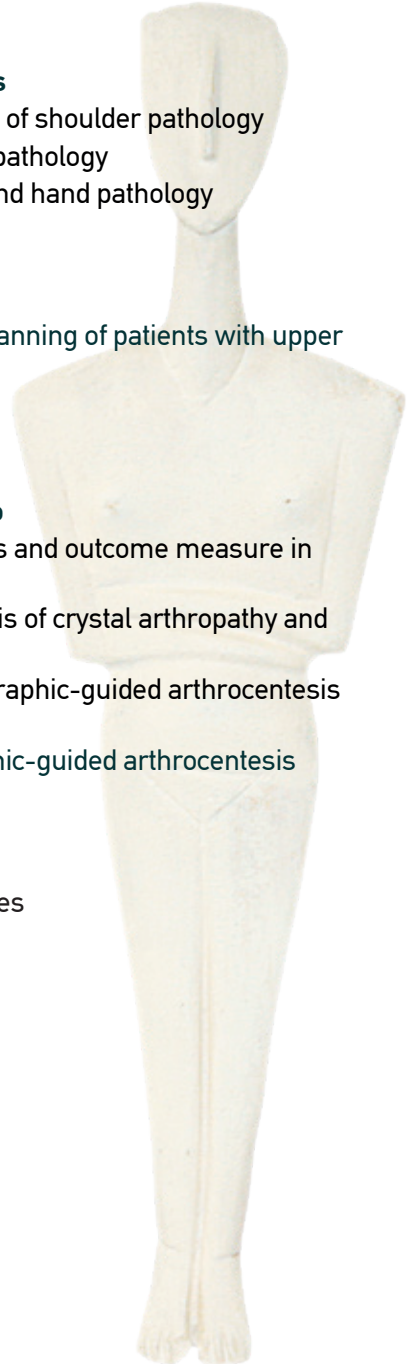 s
of shoulder pathology
pathology
nd hand pathology
anning of patients with upper
s and outcome measure in
is of crystal arthropathy and
raphic-guided arthrocentesis
hic-guided arthrocentesis
es